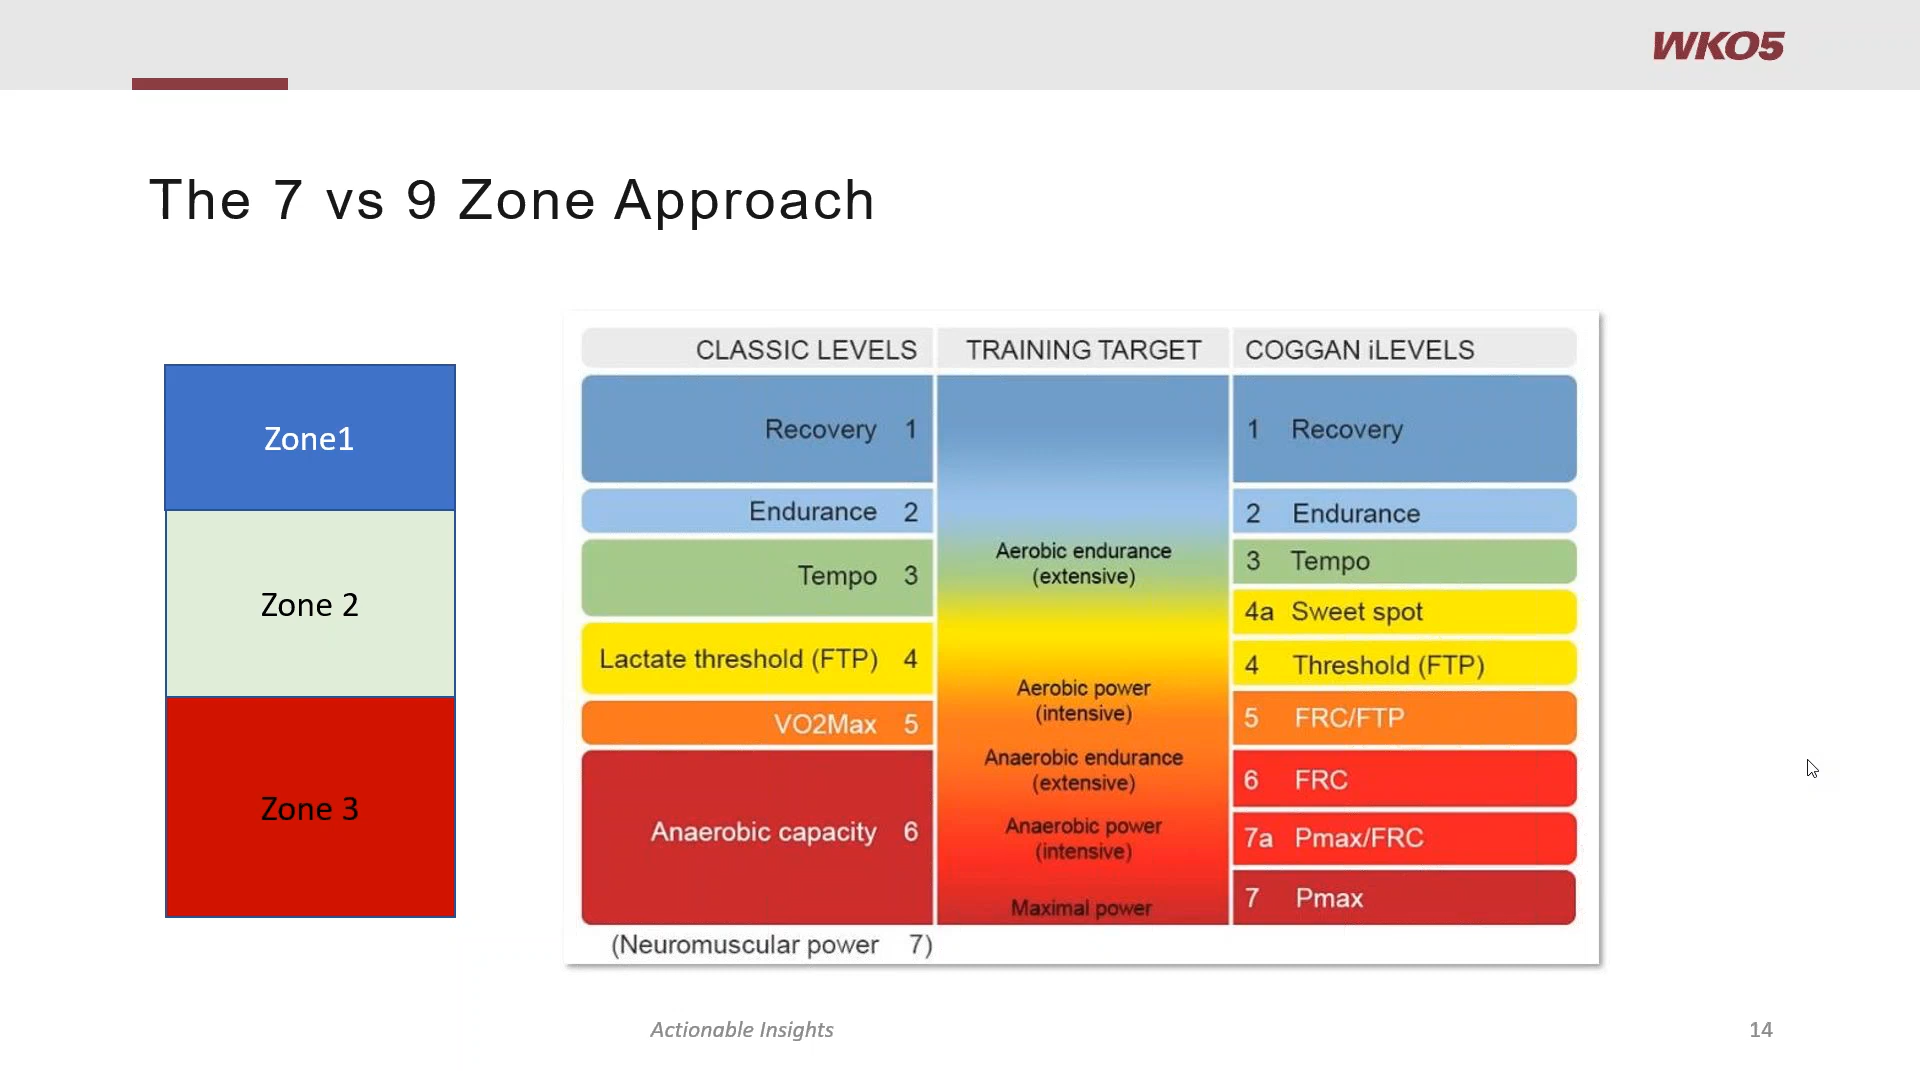 WKO5
The 7 vs 9 Zone Approach
Zone1
Zone 2
Zone 3
CLASSIC LEVELS TRAINING TARGET COGGAN iLEVELS
Recovery 1
Endurance 2
Tempo 3
Lactate threshold (FTP) 4
VO2Max 5
Anaerobic capacity 6
(Neuromuscular power 7)
Aerobic endurance
(extensive)
Aerobic power
(intensive)
Anaerobic endurance
(extensive)
Anaerobic power
(intensive)
Maximal power
1 Recovery
2 Endurance
3 Tempo
4a Sweet spot
4 Threshold (FTP)
5 FRC/FTP
6 FRC
7a Pmax/FRC
7 Pmax
Actionable Insights
14